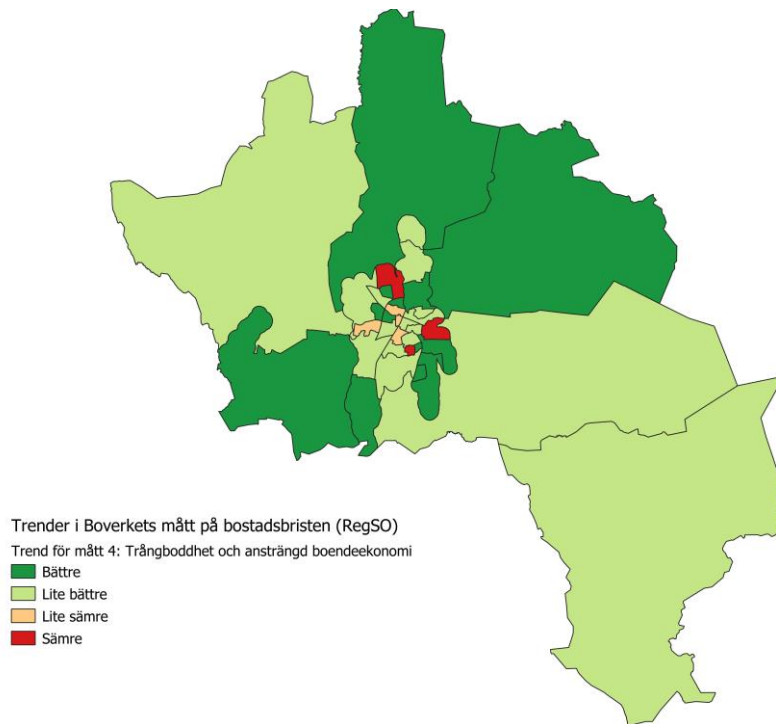 Trender i Boverkets mått på bostadsbristen (RegSO)
Trend för mått 4: Trångboddhet och ansträngd boendeekonomi
Bättre
Lite bättre
Lite sämre
Sämre